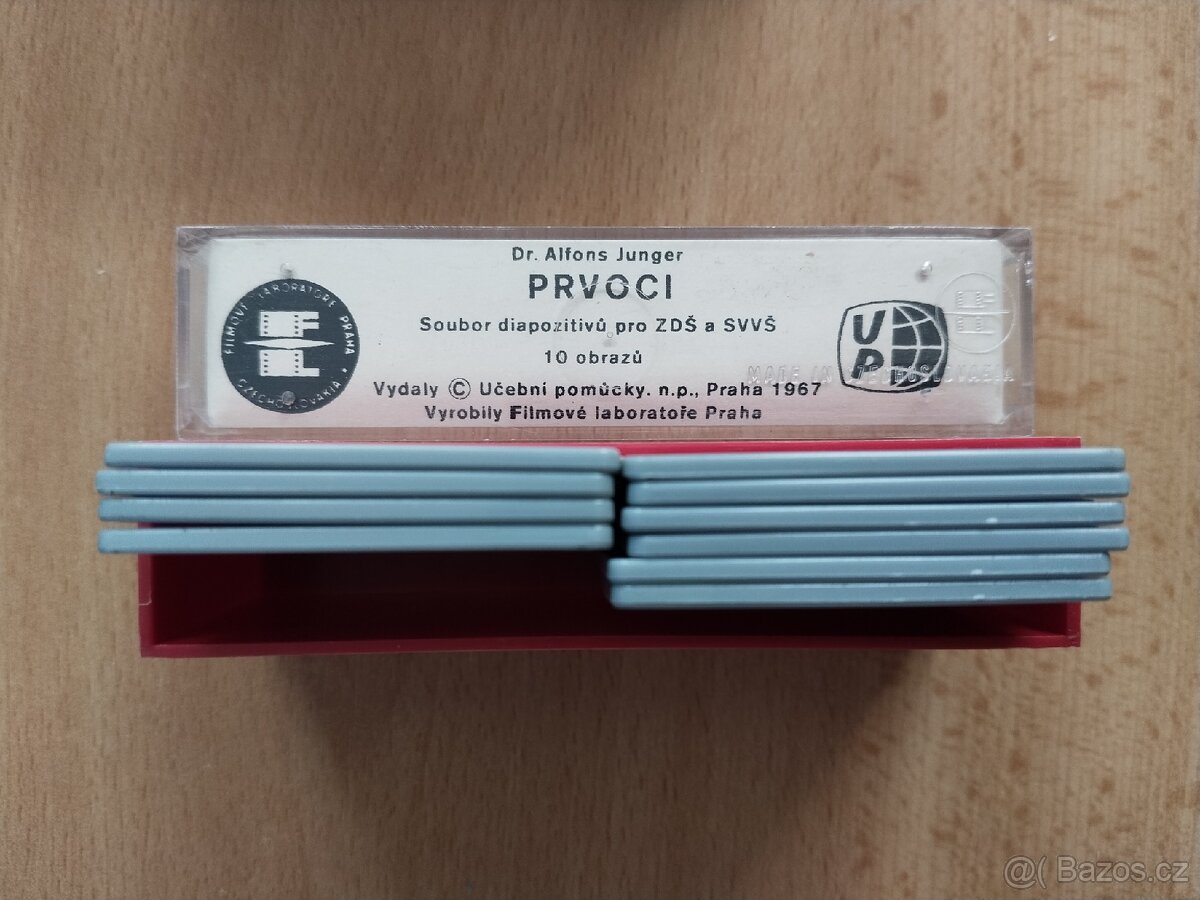 Dr. Alfons Junger
PRVOCI
Soubor diapozitivů pro ZDŠ a SVVŠ
10 obrazů
Vydaly © Učební pomůcky. n.p., Praha 1967
Vyrobily Filmové laboratoře Praha
FILMOVÉ LABORATOŘE PRAHA
CZECHOSLOVAKIA
FL
UP
MADE IN CZECHOSLOVAKIA
Bazos.cz